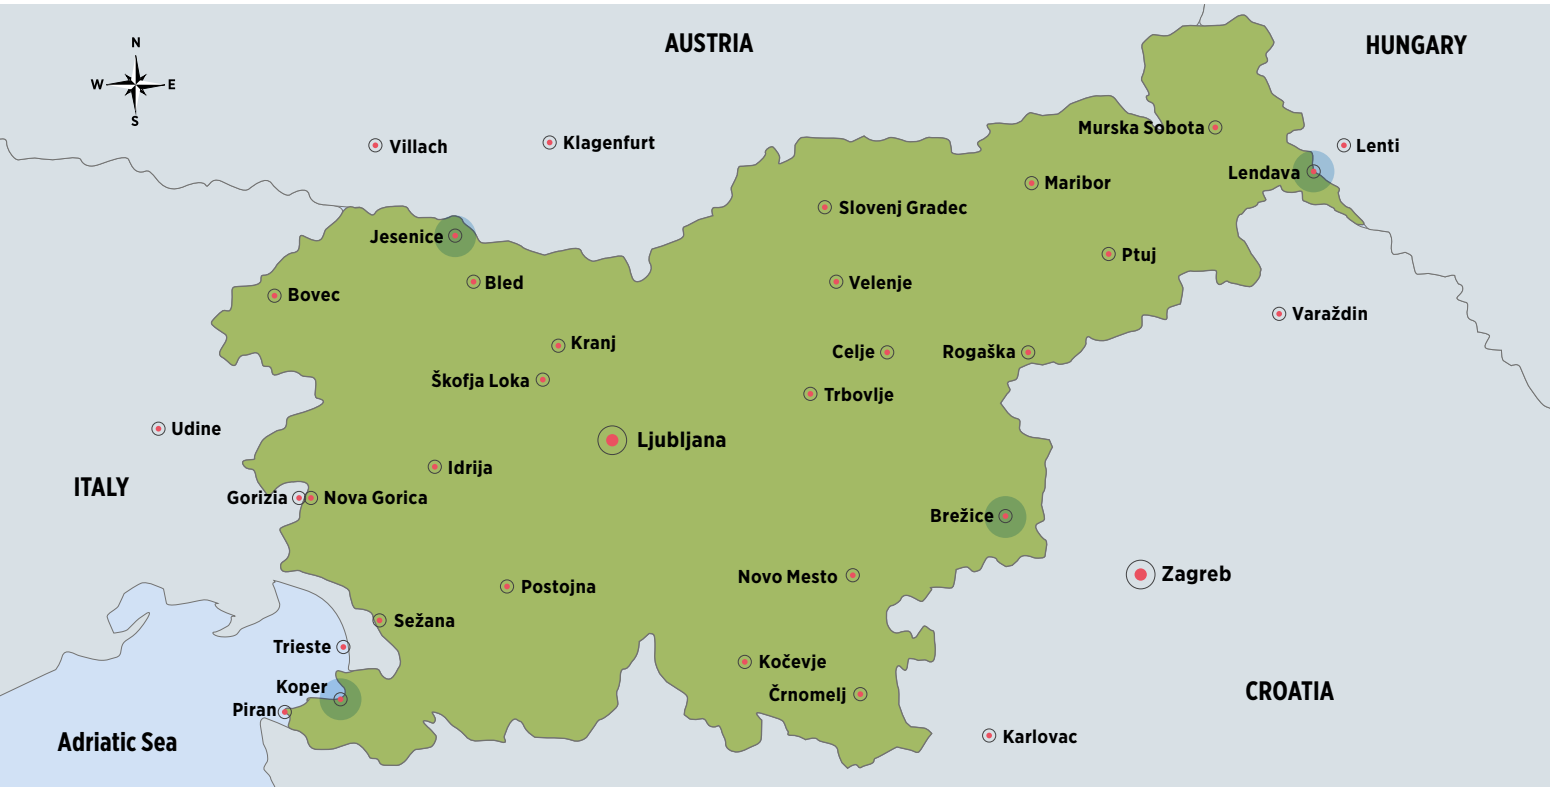 AUSTRIA
HUNGARY
N
W E
S
Murska Sobota
Villach
Klagenfurt
Lenti
Lendava
Maribor
Slovenj Gradec
Jesenice
Ptuj
Bled
Velenje
Bovec
Varaždin
Kranj
Celje
Rogaška
Škofja Loka
Trbovlje
Udine
Ljubljana
Idrija
ITALY
Gorizia
Nova Gorica
Brežice
Zagreb
Novo Mesto
Postojna
Sežana
Trieste
Kočevje
Koper
CROATIA
Črnomelj
Piran
Karlovac
Adriatic Sea